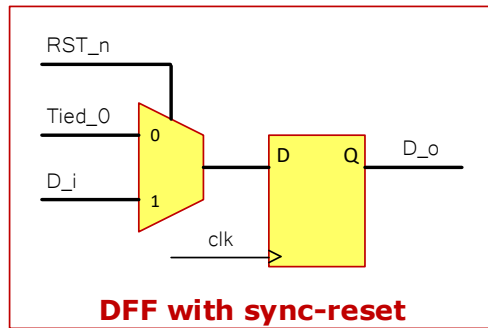 RST_n
Tied_0
0
D_i
1
D Q
D_o
clk
DFF with sync-reset